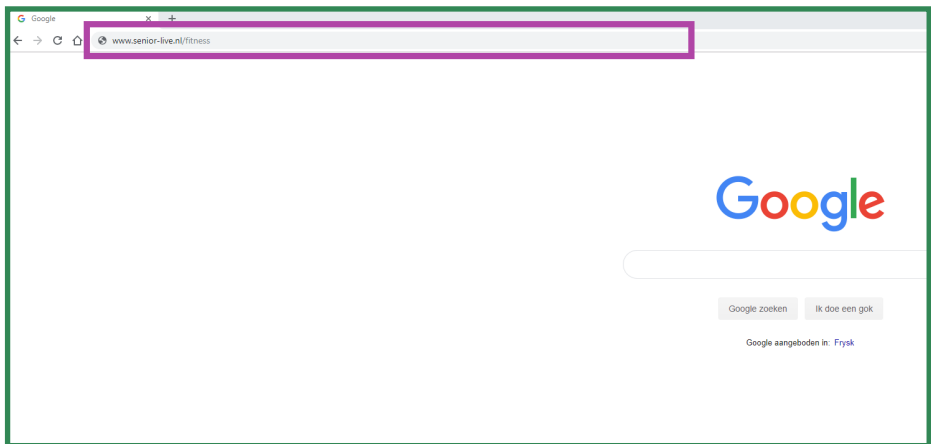 Google
www.senior-live.nl/fitness
Google
Google zoeken Ik doe een gok
Google aangeboden in: Frysk